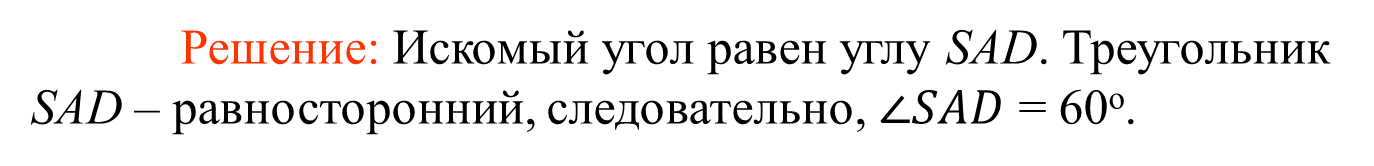 Решение: Искомый угол равен углу SAD. Треугольник
SAD – равносторонний, следовательно, ∠SAD = 60º.